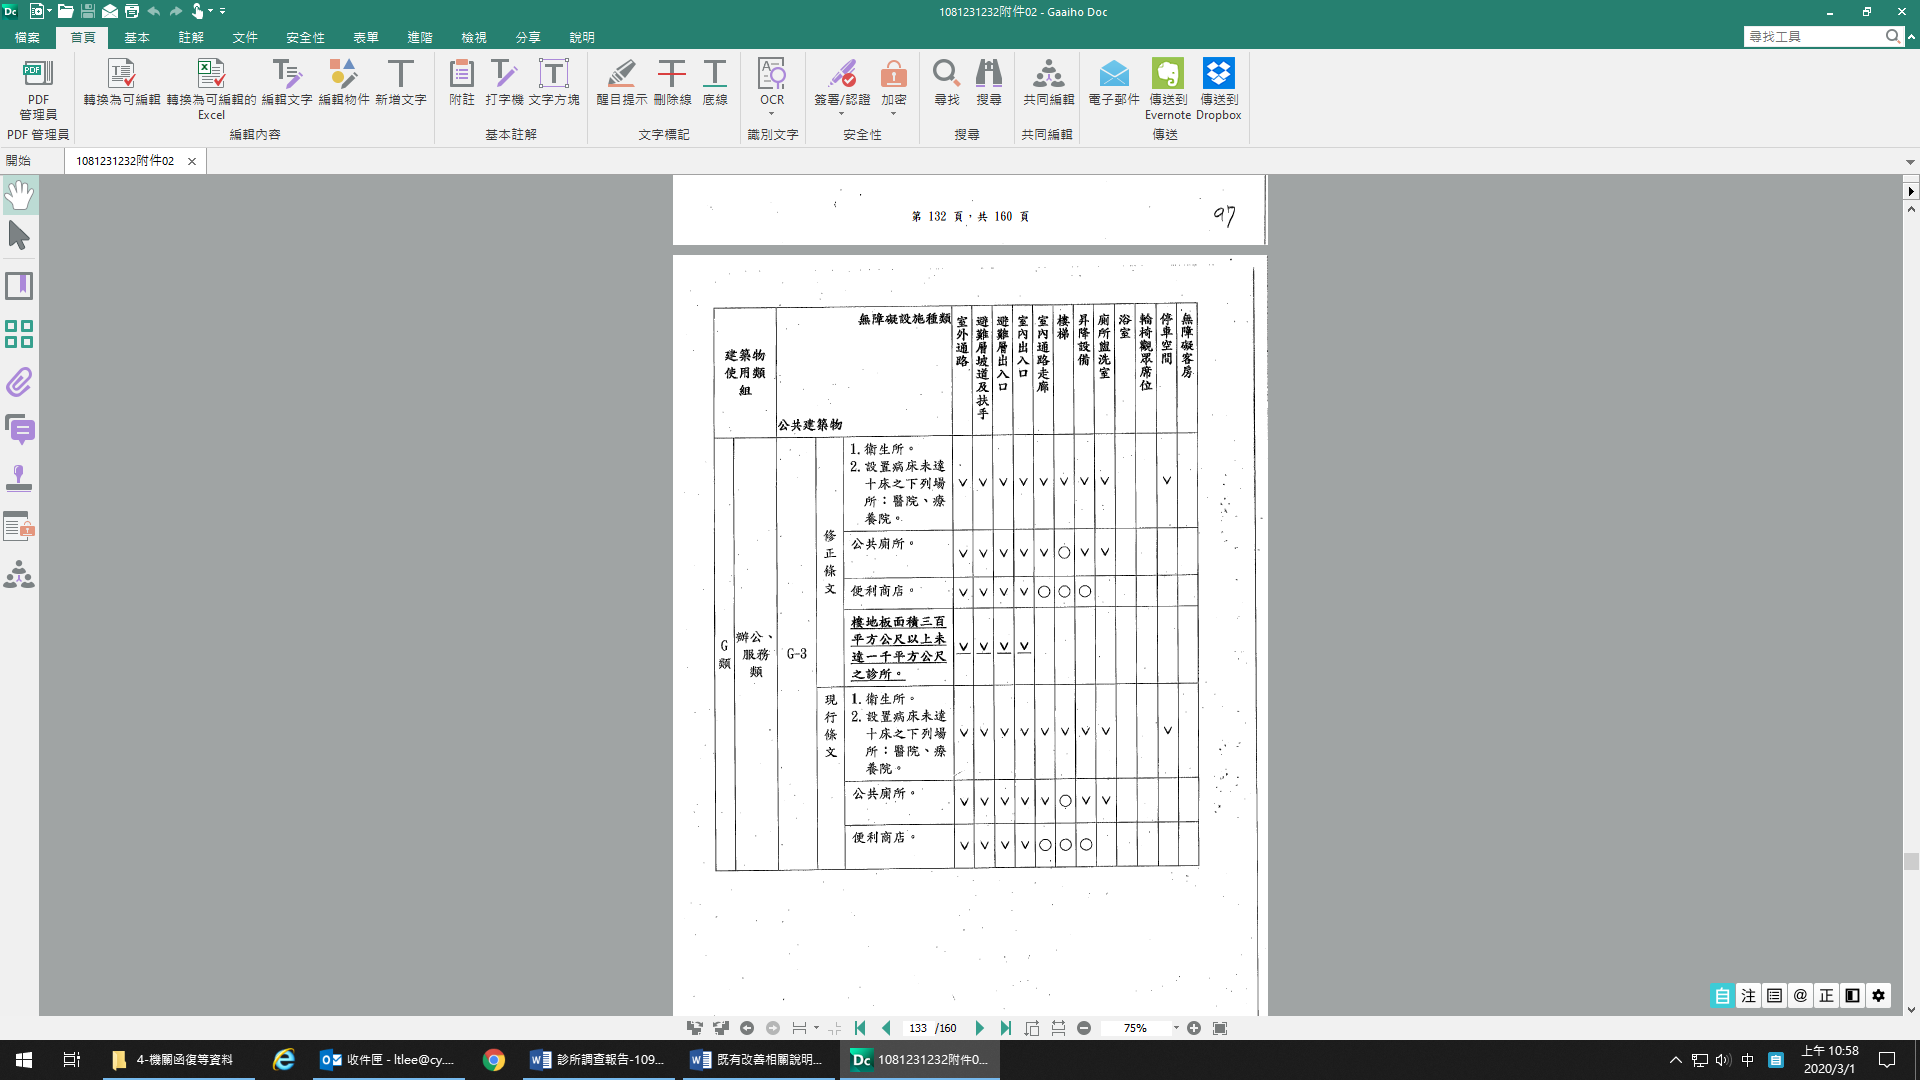 1081231232附件02 - Gaaiho Doc
檔案 首頁 基本 註解 文件 安全性 表單 進階 檢視 分享 說明
尋找工具
PDF 管理員 轉換為可編輯 轉換為可編輯的 Excel 編輯文字 編輯物件 新增文字 附註 打字機 文字方塊 醒目提示 刪除線 底線 OCR 簽署/認證 加密 尋找 搜尋 共同編輯 電子郵件 傳送到 Evernote 傳送到 Dropbox
PDF 管理員 編輯內容 基本註解 文字標記 識別文字 安全性 搜尋 共同編輯 傳送
開始 1081231232附件02
第 132 頁，共 160 頁
97
無障礙設施種類
建築物使用類組
公共建築物
室外通路
避難層坡道及扶手
避難層出入口
室內出入口
室內通路走廊
樓梯
昇降設備
廁所盥洗室
浴室
輪椅觀眾席位
停車空間
無障礙客房
G類
辦公、服務類
G-3
修正條文
1. 衛生所。
2. 設置病床未達
十床之下列場
所：醫院、療
養院。
V V V V V V V V V
公共廁所。
V V V V V ○ V V
便利商店。
V V V V ○ ○ ○
樓地板面積三百
平方公尺以上未
達一千平方公尺
之診所。
V V V V
現行條文
1. 衛生所。
2. 設置病床未達
十床之下列場
所：醫院、療
養院。
V V V V V V V V V
公共廁所。
V V V V V ○ V V
便利商店。
V V V V ○ ○ ○
自 注 @ 正
133 /160 75%
4-機關函復等資料 收件匣 - ltlee@cy.... 診所調查報告-109... 既有改善相關說明... 1081231232附件0...
中 自 上午 10:58
2020/3/1